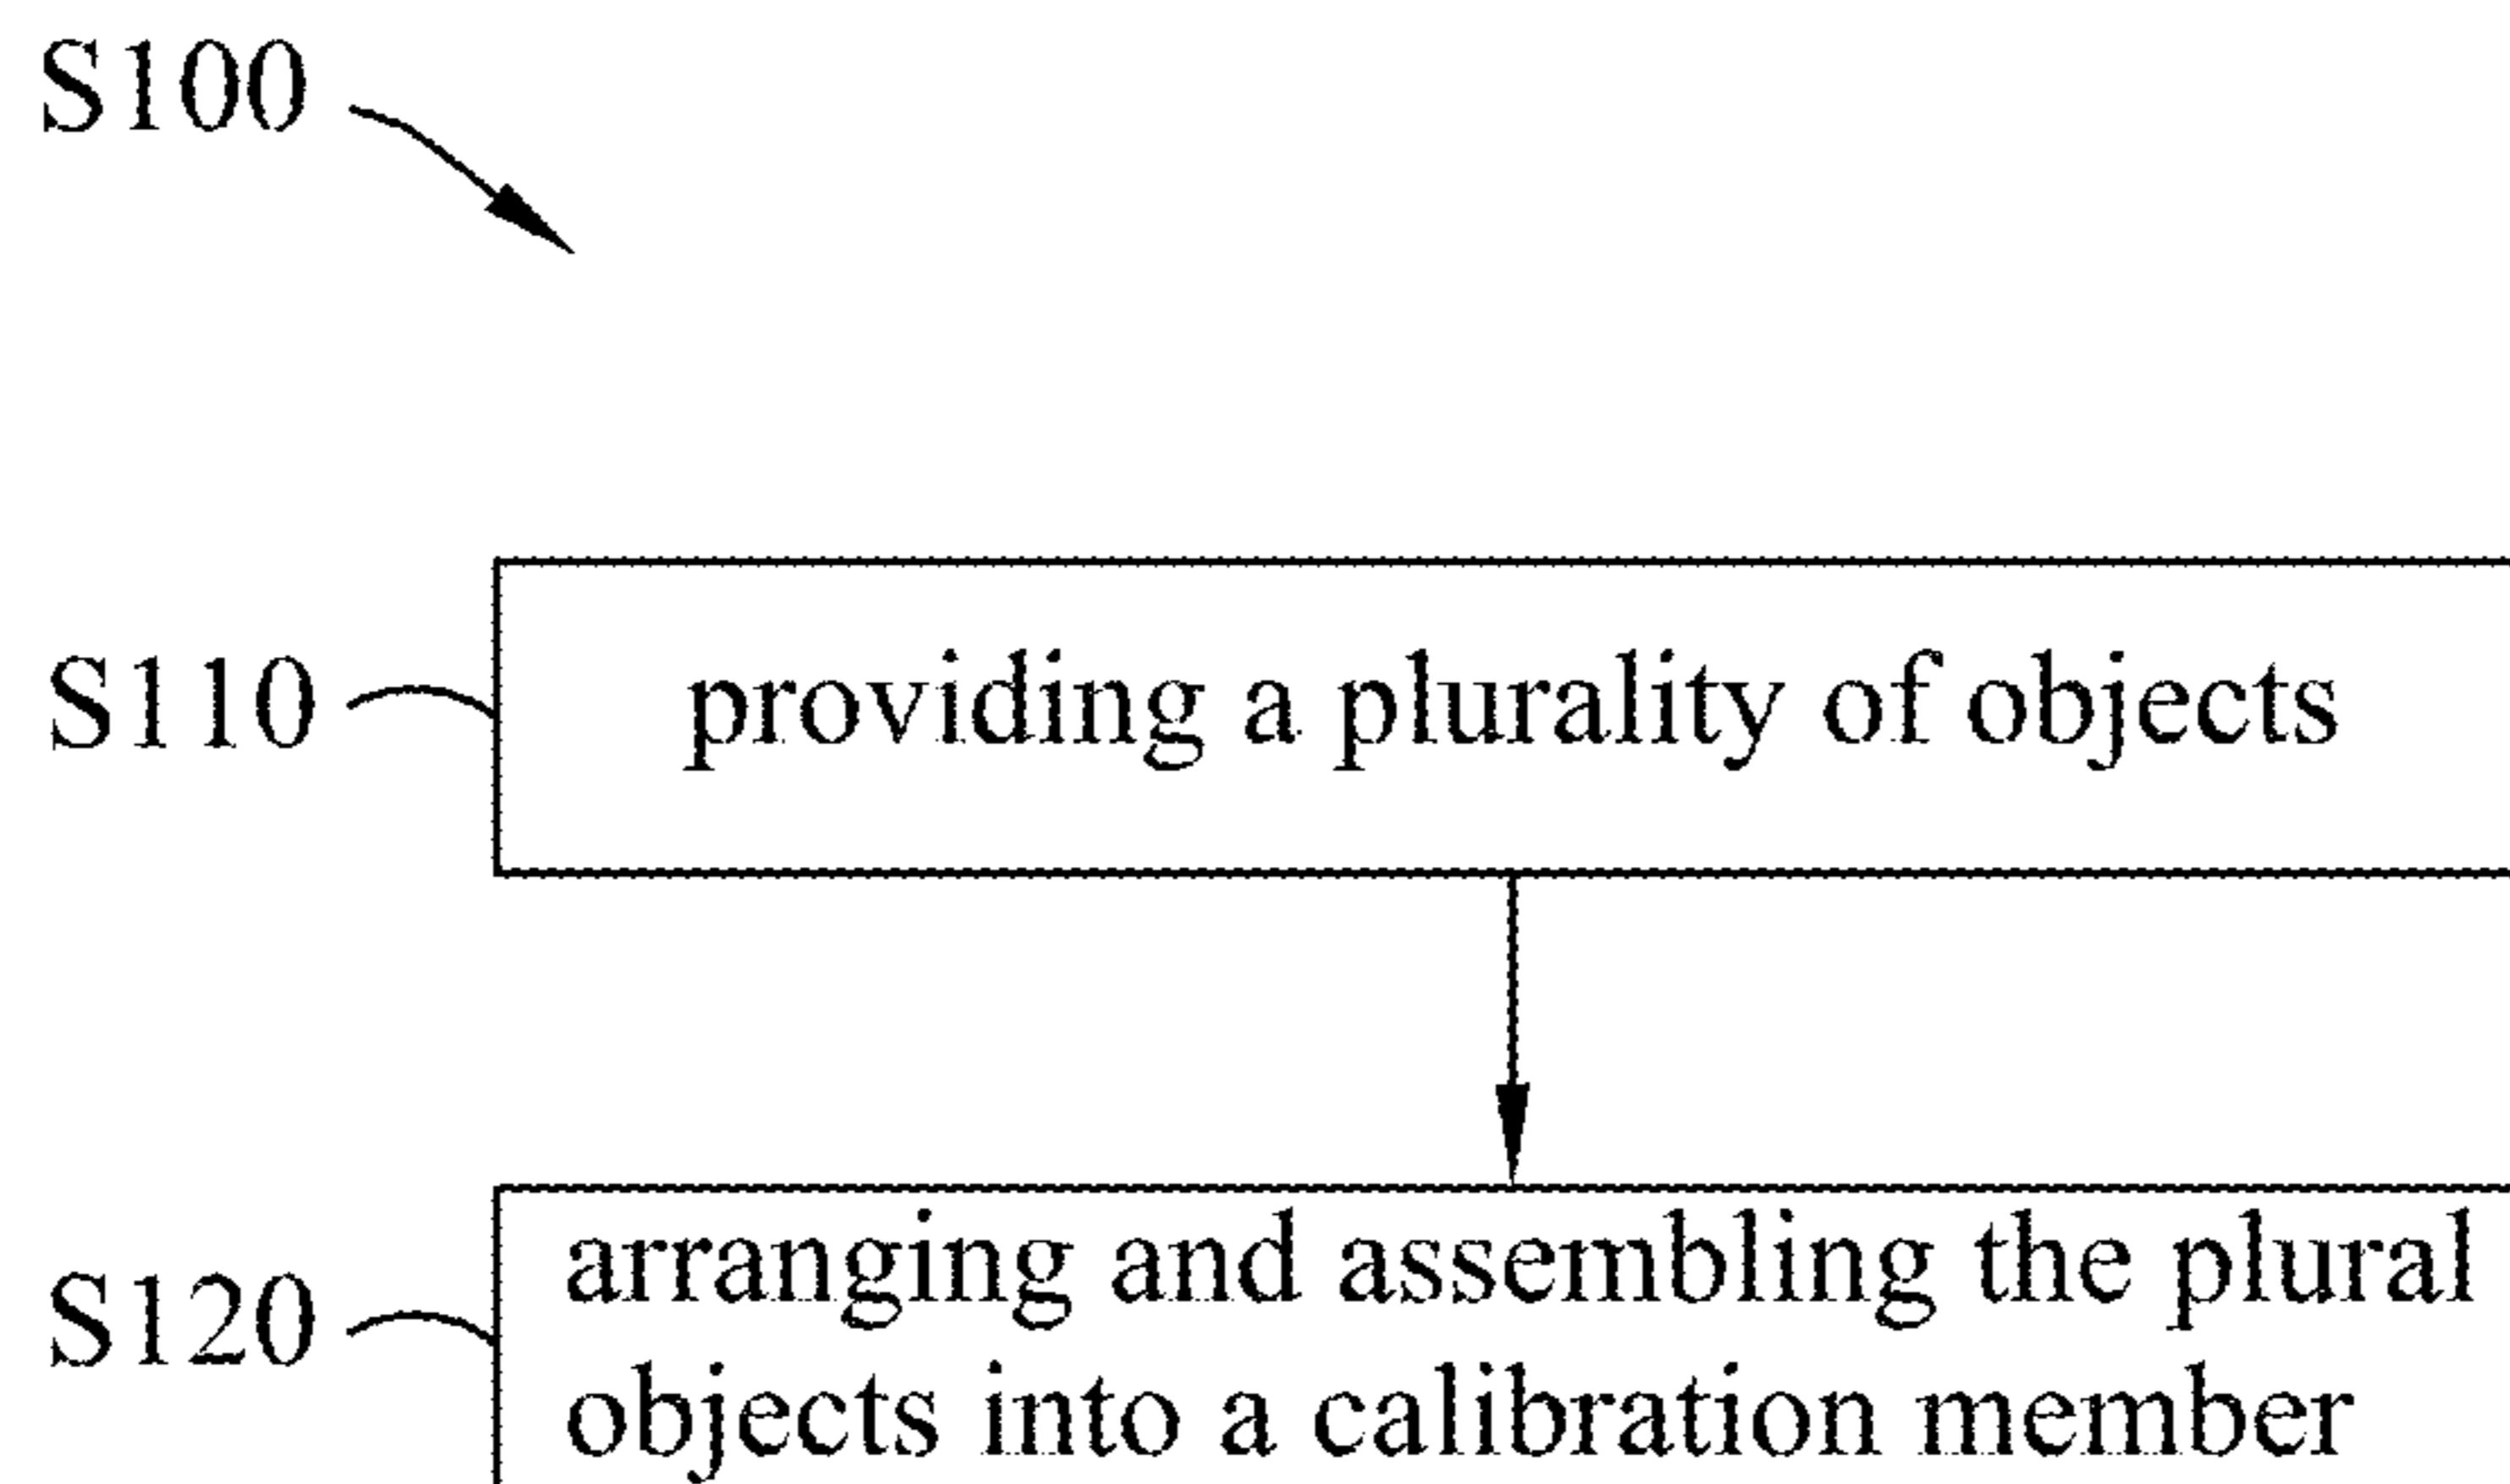 S100
S110
providing a plurality of objects
S120
arranging and assembling the plural
objects into a calibration member